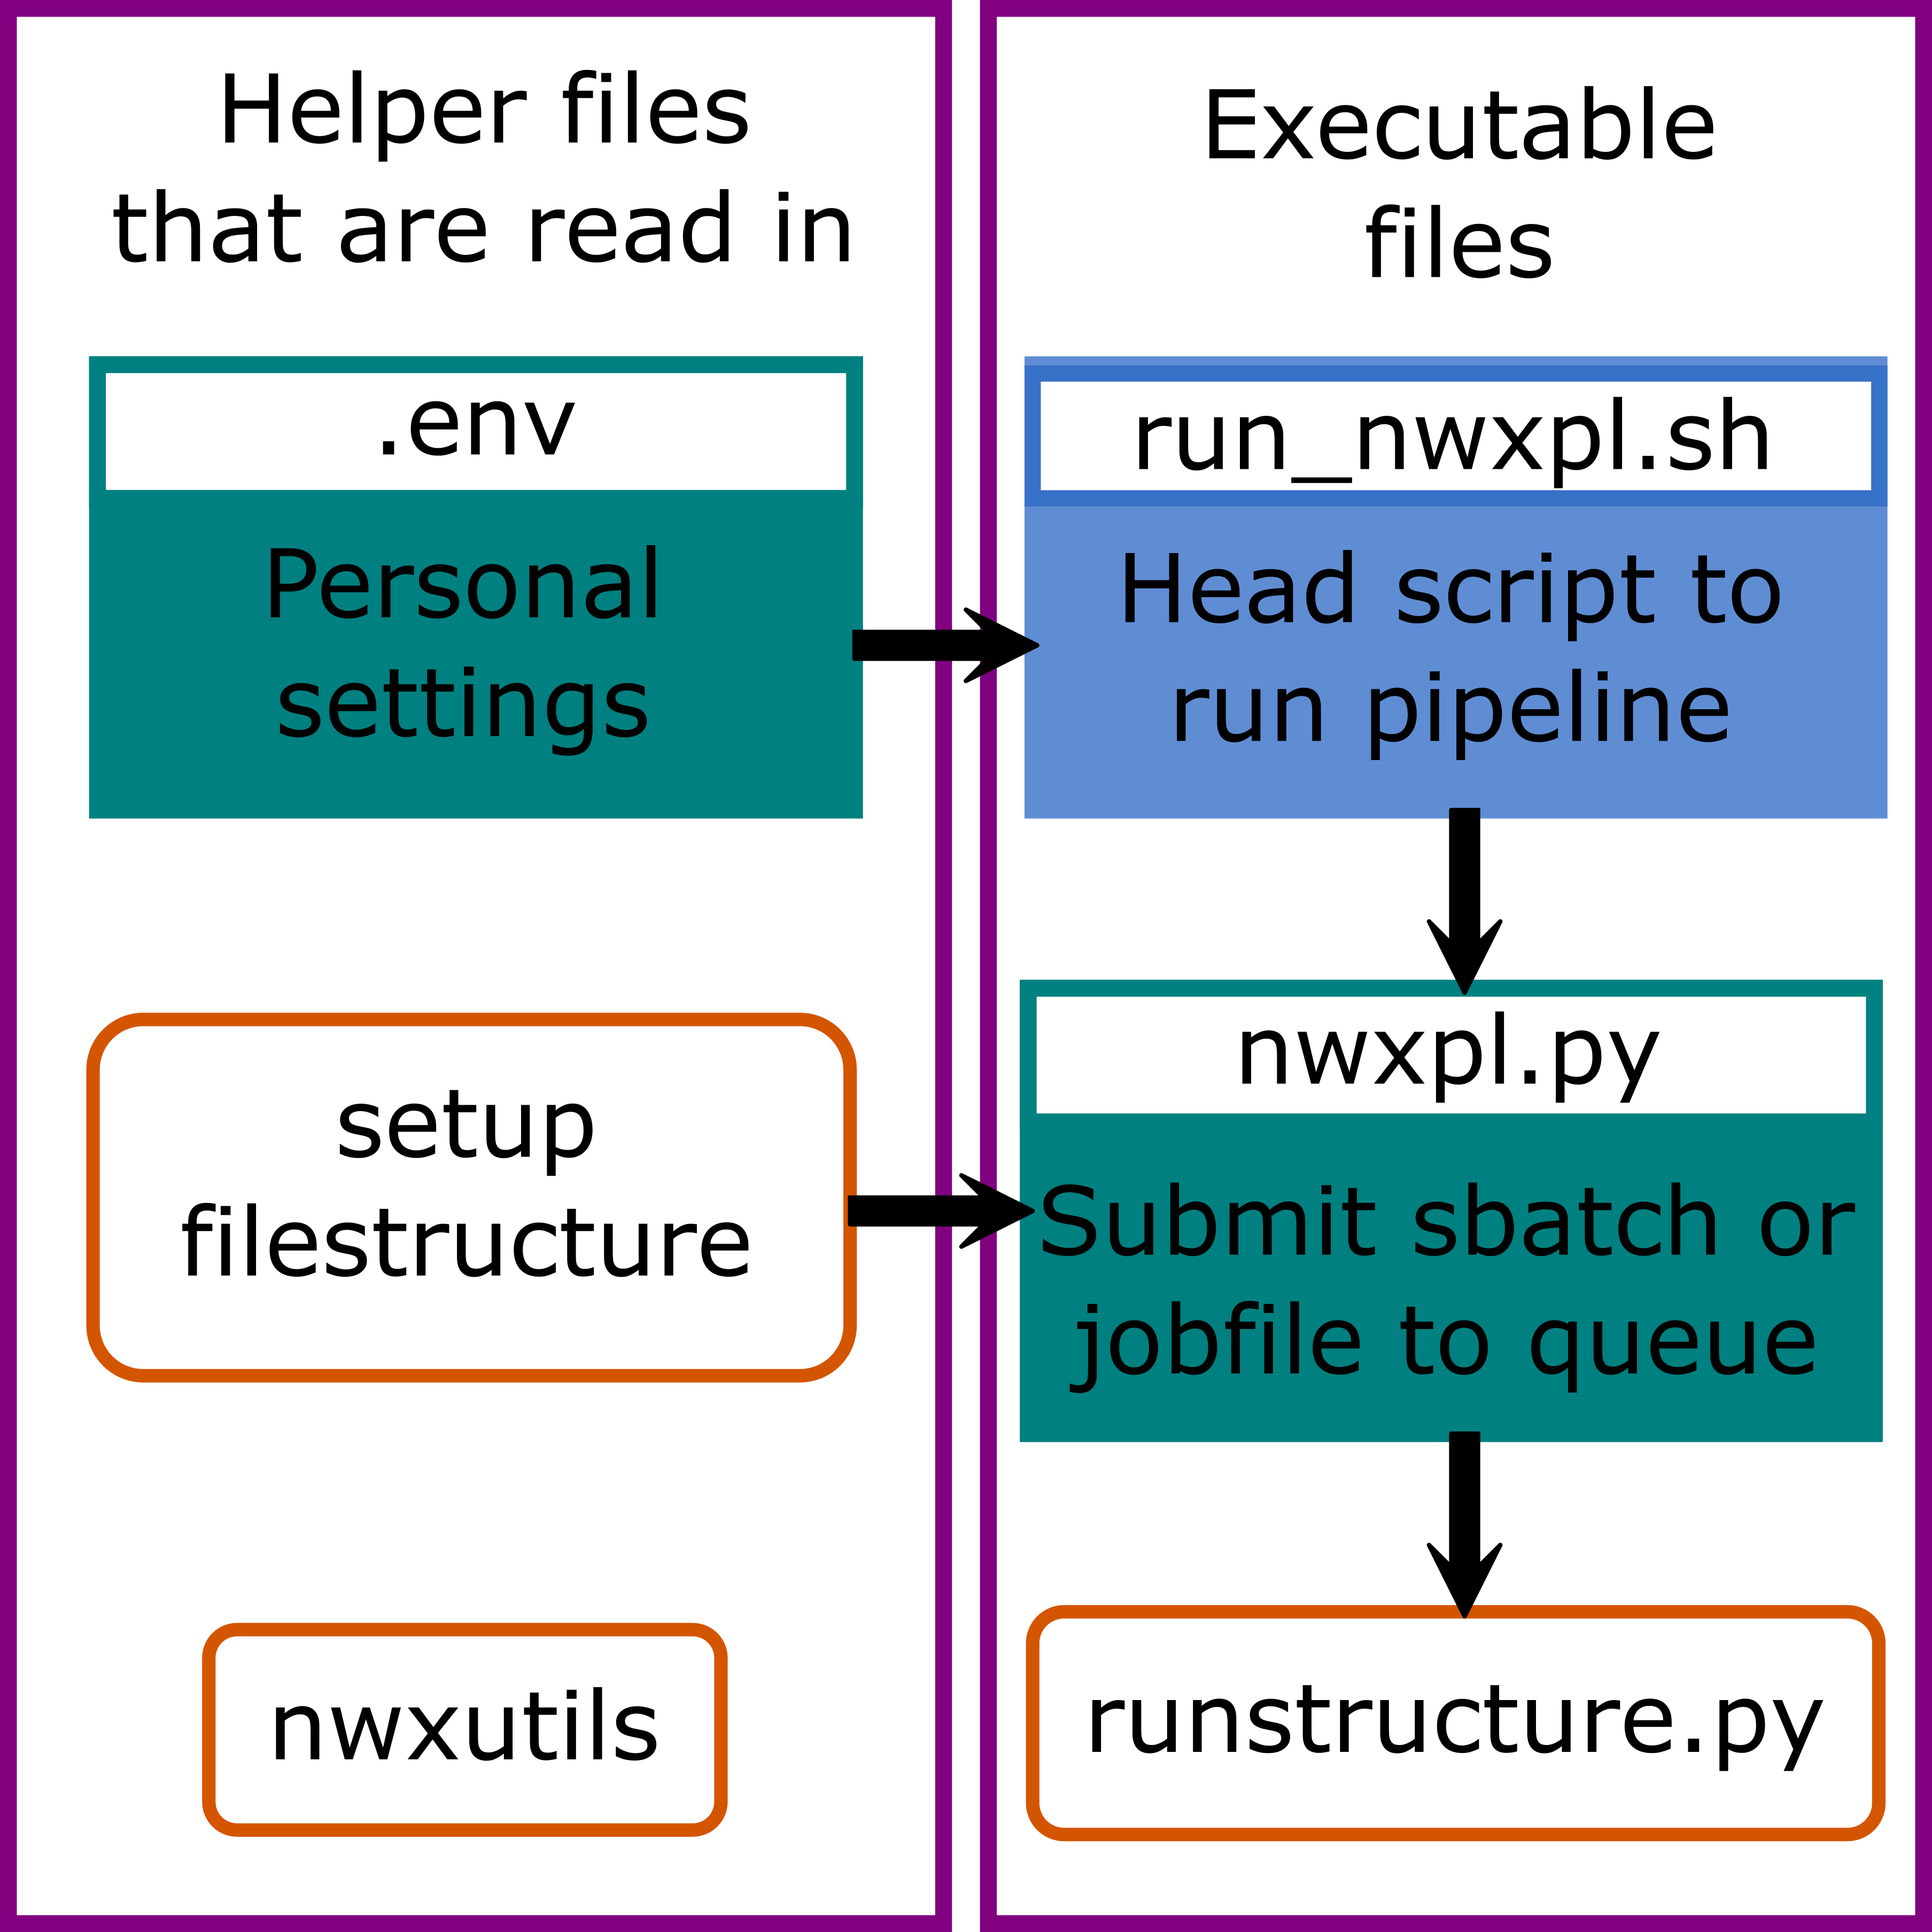 Helper files
that are read in
.env
Personal
settings
setup
filestructure
nwxutils
Executable
files
run_nwxpl.sh
Head script to
run pipeline
nwxpl.py
Submit sbatch or
jobfile to queue
runstructure.py